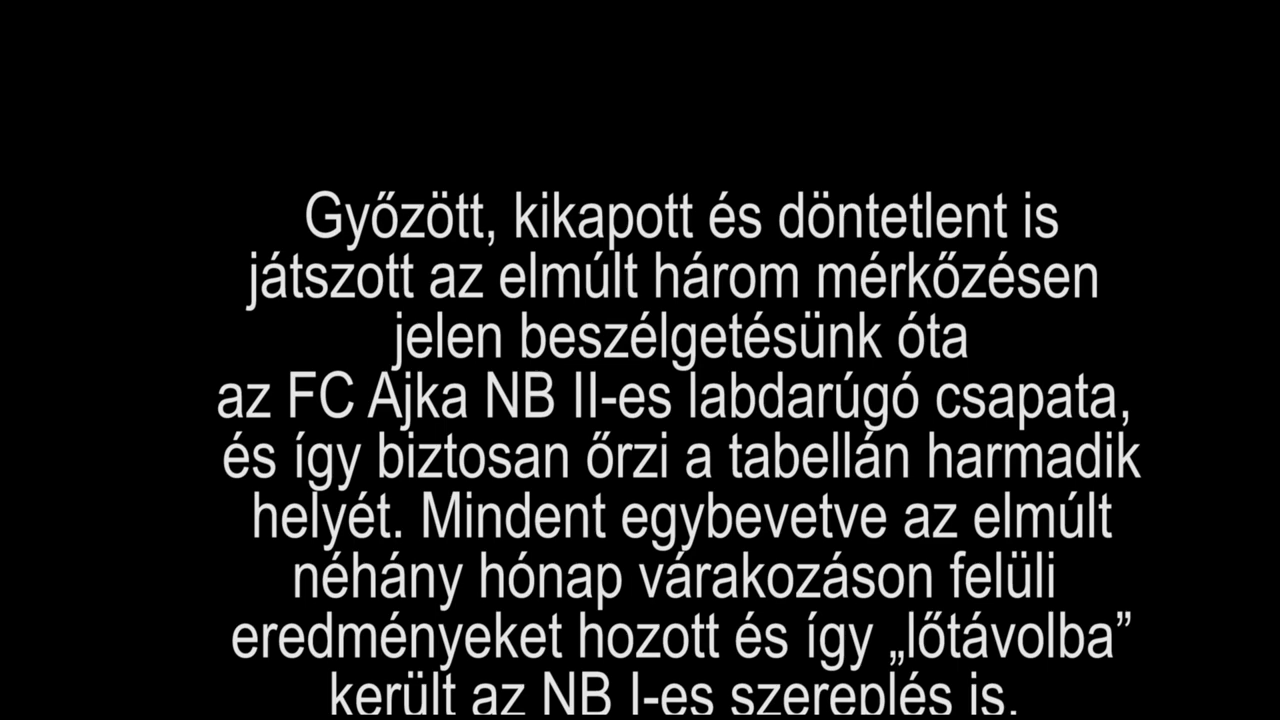 Győzött, kikapott és döntetlent is
játszott az elmúlt három mérkőzésen
jelen beszélgetésünk óta
az FC Ajka NB II-es labdarúgó csapata,
és így biztosan őrzi a tabellán harmadik
helyét. Mindent egybevetve az elmúlt
néhány hónap várakozáson felüli
eredményeket hozott és így „lőtávolba”
került az NB I-es szereplés is.